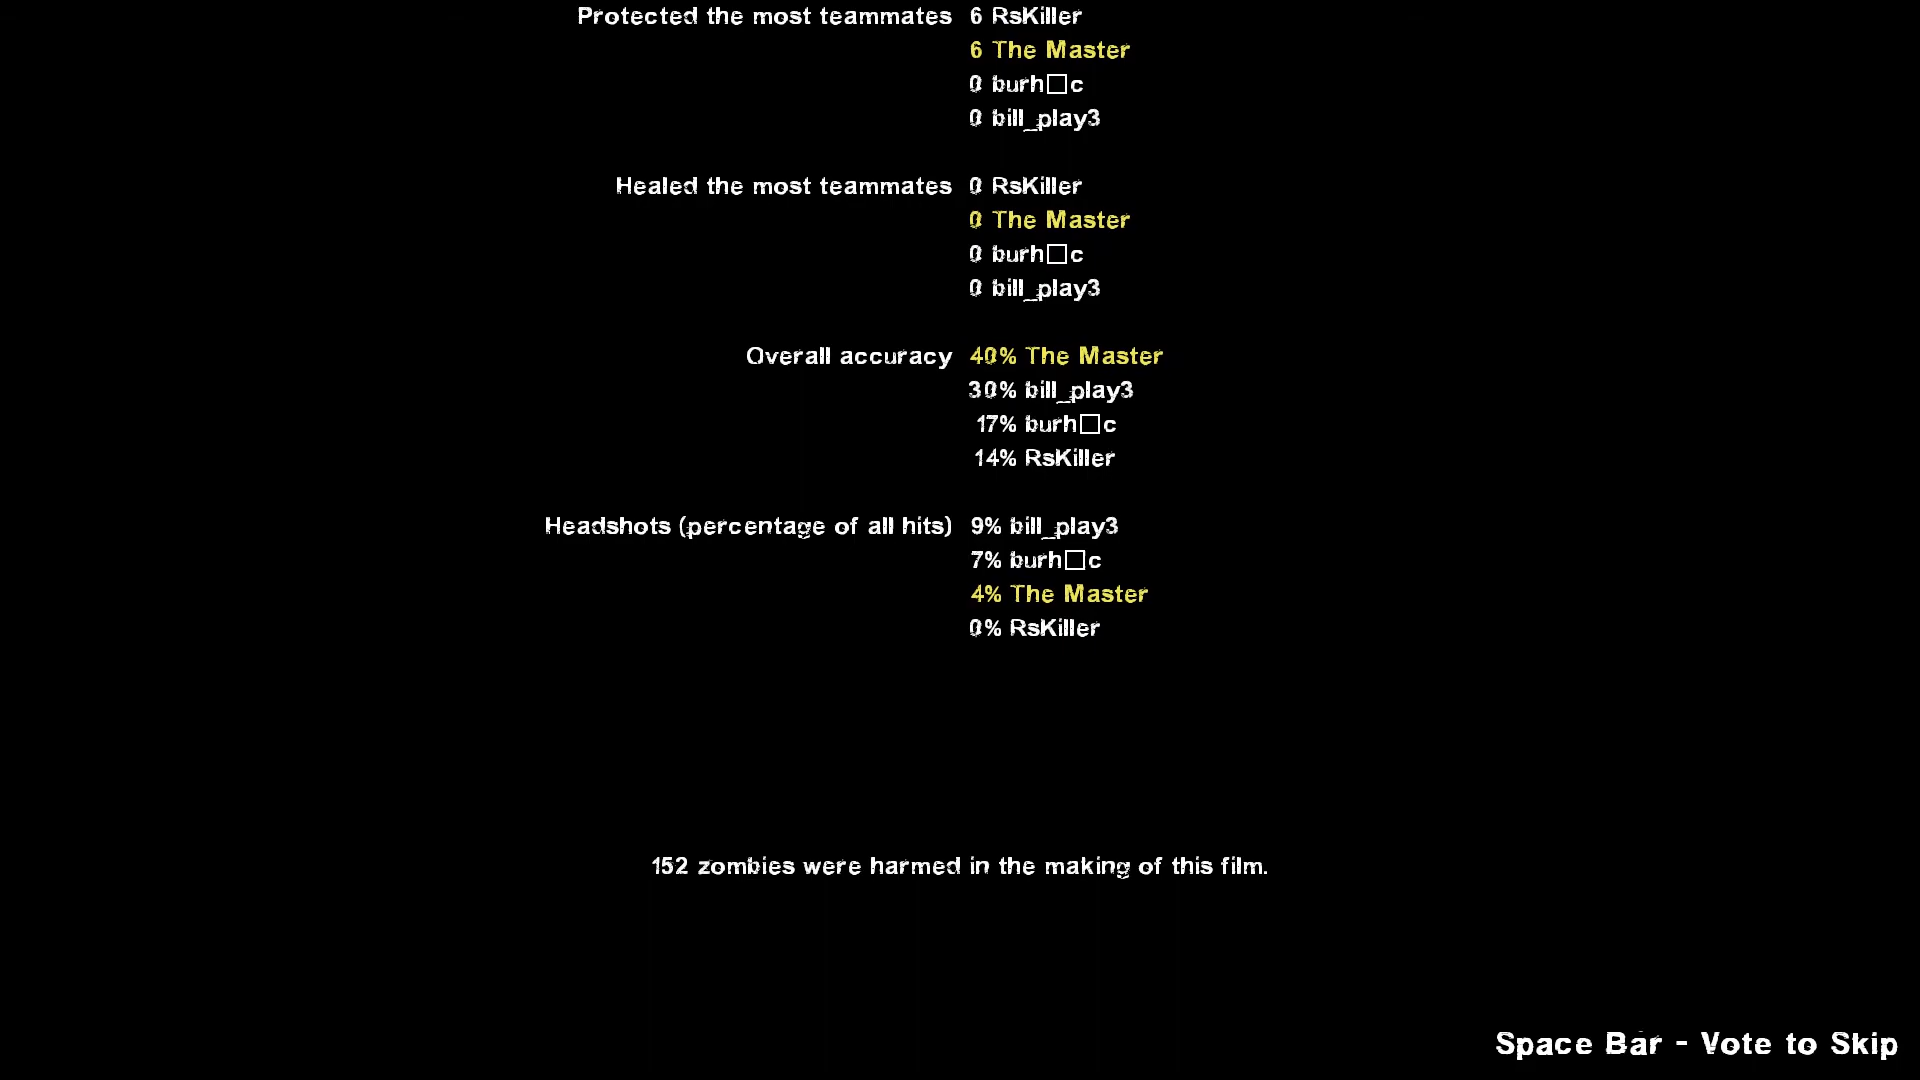 Protected the most teammates 6 RsKiller
6 The Master
0 burh□c
0 bill_play3
Healed the most teammates 0 RsKiller
0 The Master
0 burh□c
0 bill_play3
Overall accuracy 40% The Master
30% bill_play3
17% burh□c
14% RsKiller
Headshots (percentage of all hits) 9% bill_play3
7% burh□c
4% The Master
0% RsKiller
152 zombies were harmed in the making of this film.
Space Bar - Vote to Skip